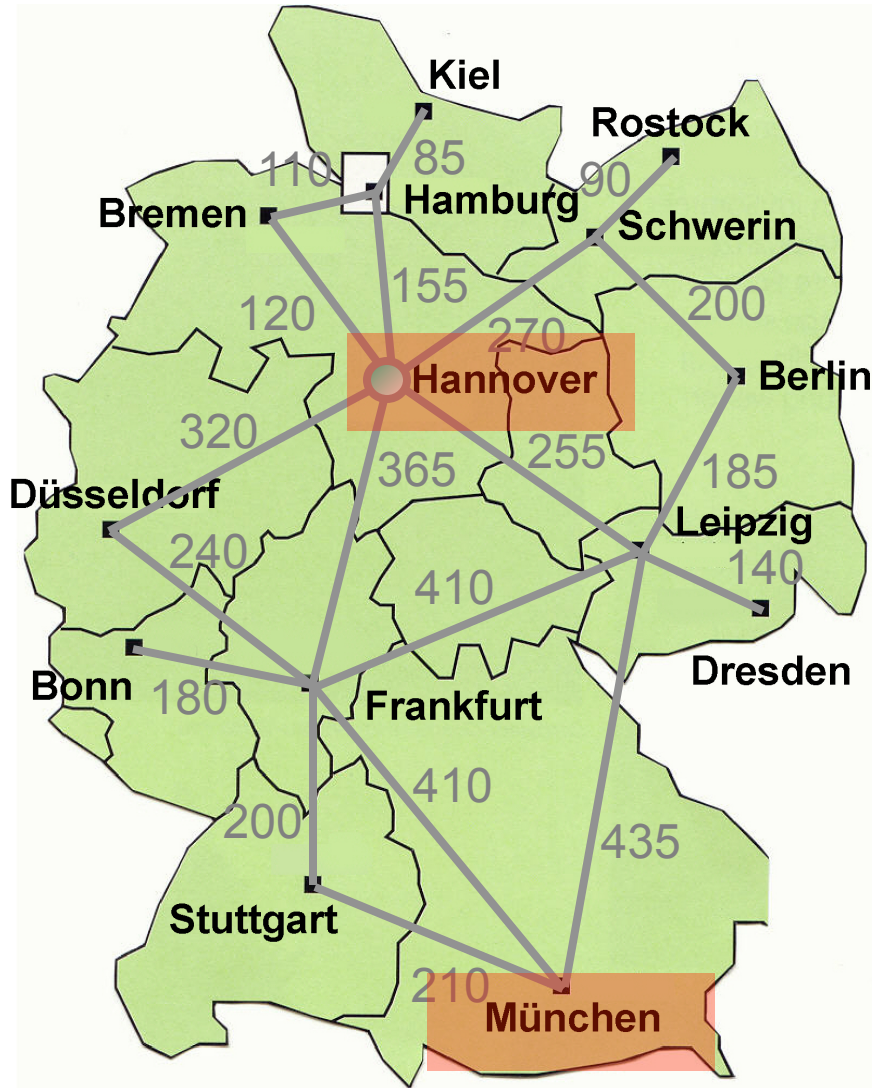 Kiel
Rostock
110
85
90
Bremen
Hamburg
Schwerin
155
200
120
270
Hannover
Berlin
320
255
365
185
Düsseldorf
Leipzig
240
140
410
Dresden
Bonn
180
Frankfurt
410
200
435
Stuttgart
210
München